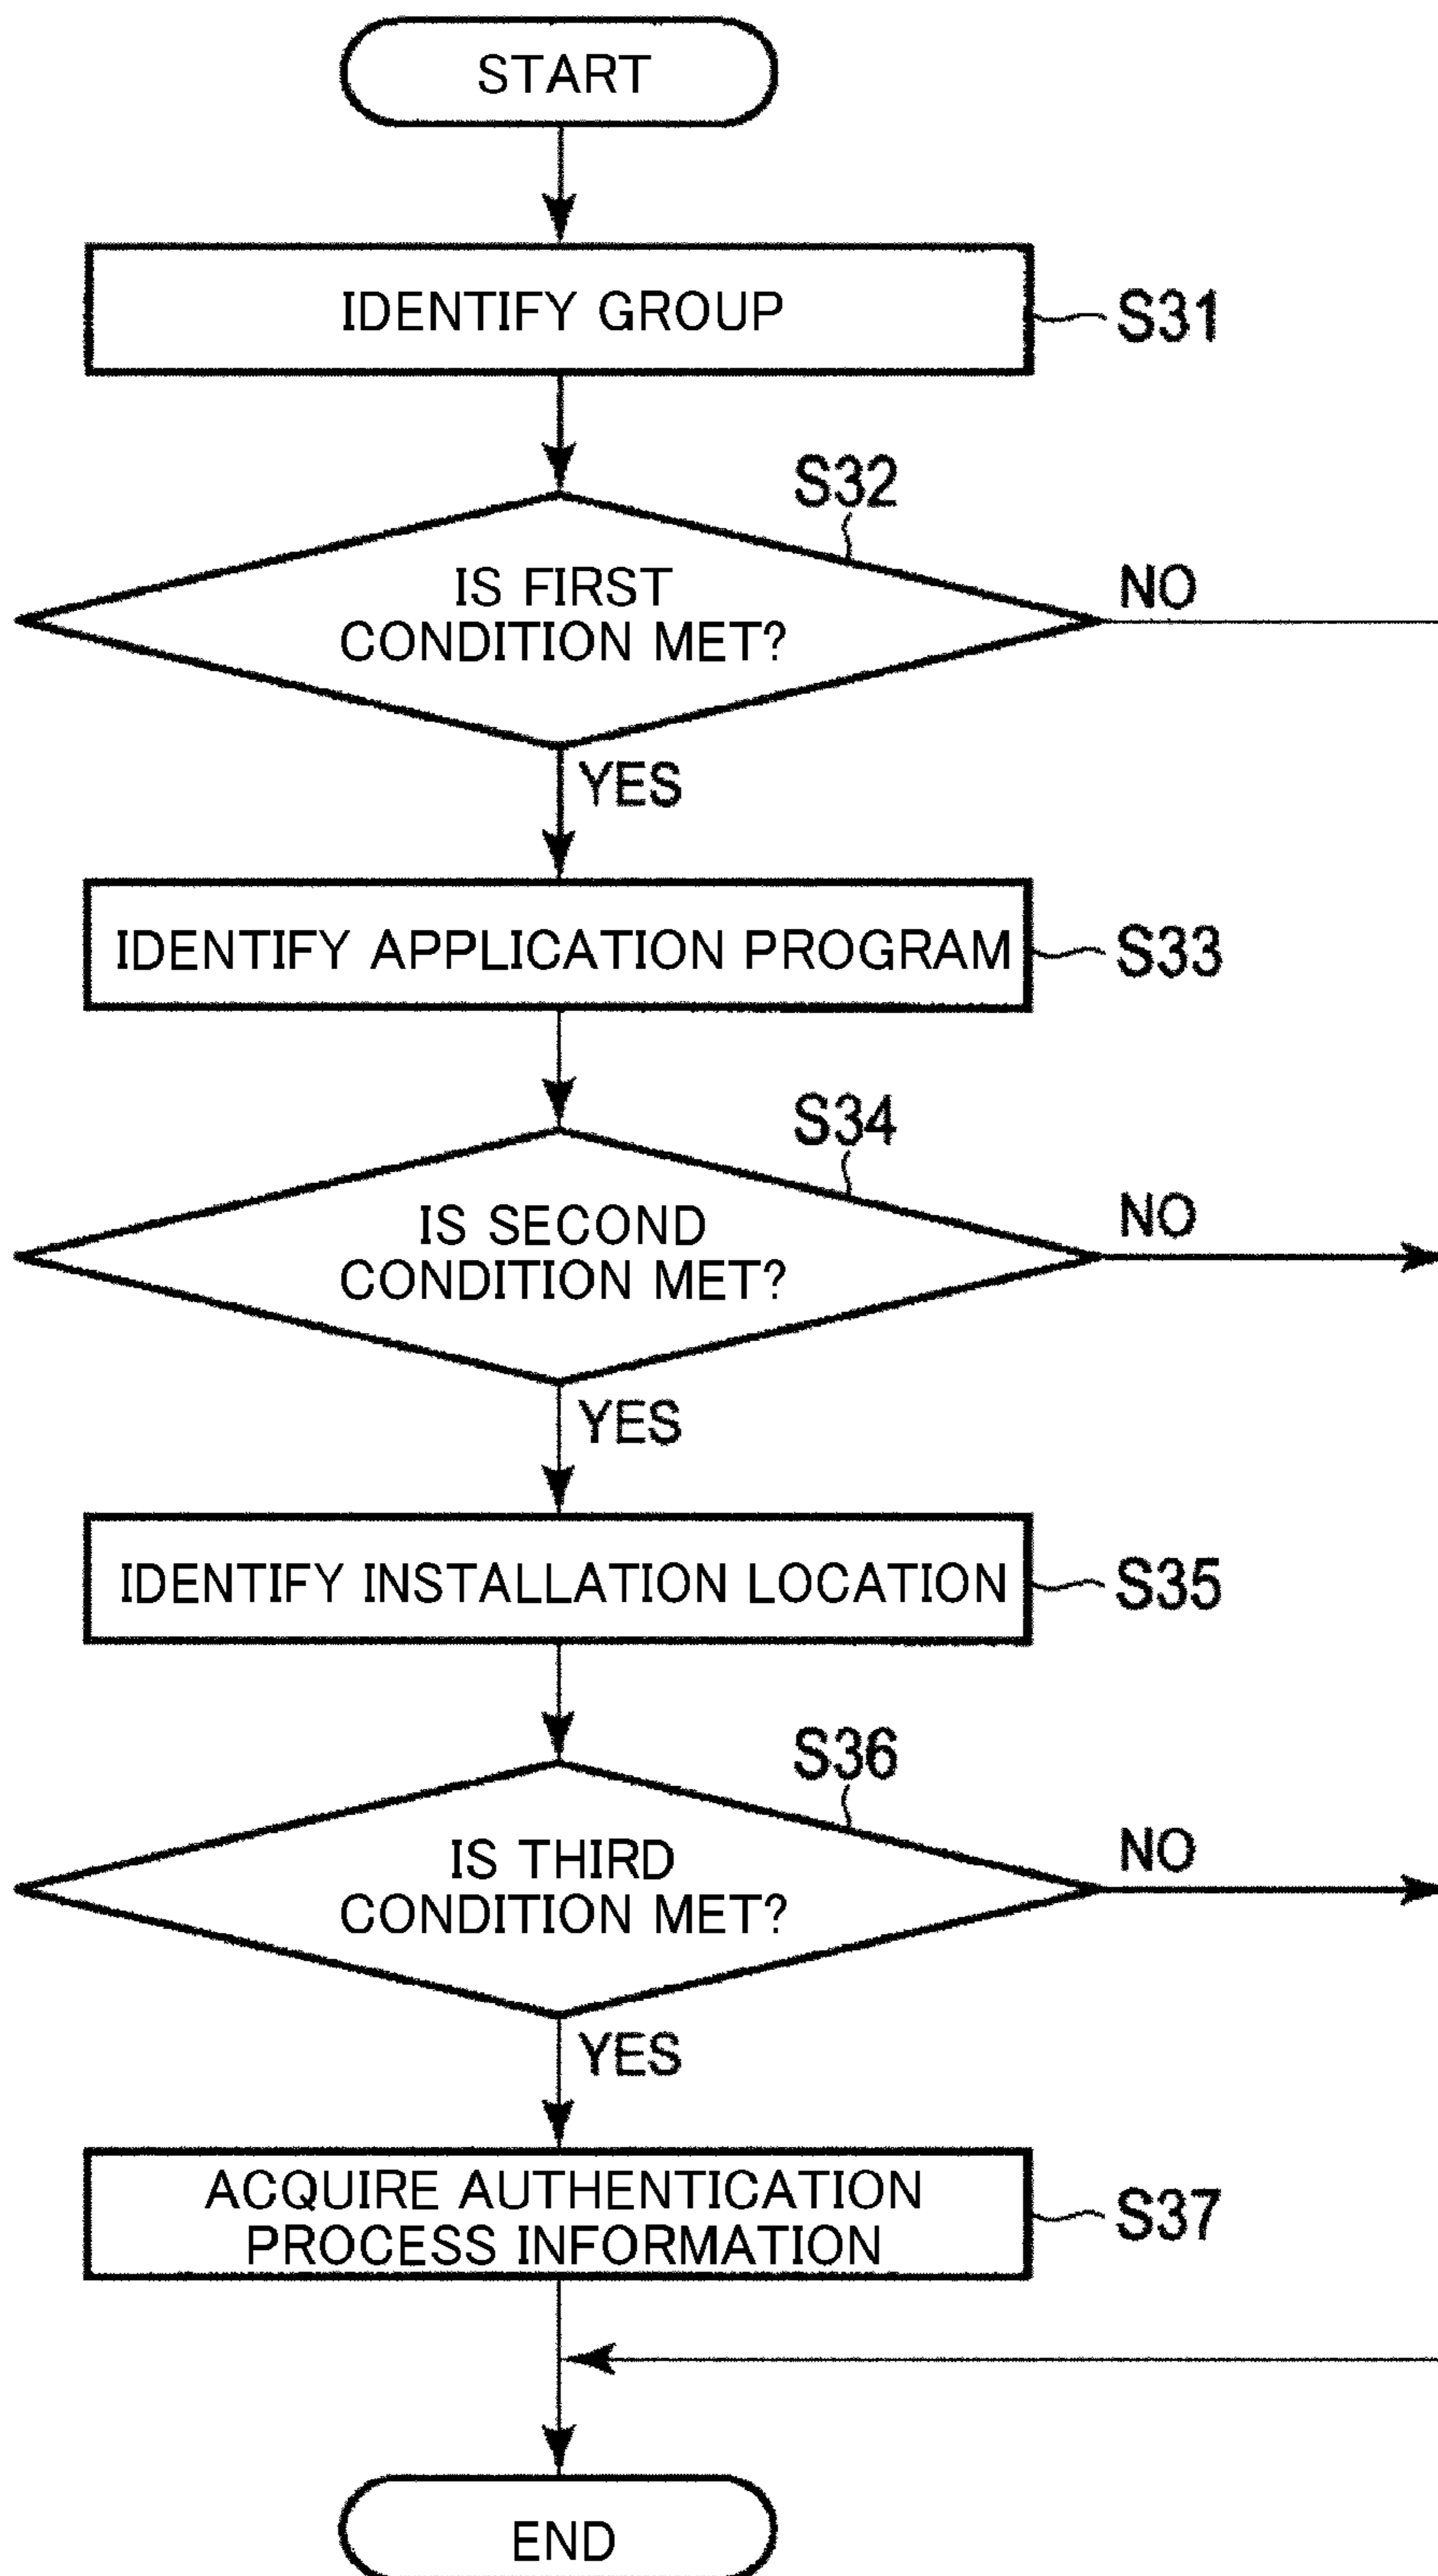 START
IDENTIFY GROUP
S31
S32
IS FIRST
CONDITION MET?
NO
YES
IDENTIFY APPLICATION PROGRAM
S33
S34
IS SECOND
CONDITION MET?
NO
YES
IDENTIFY INSTALLATION LOCATION
S35
S36
IS THIRD
CONDITION MET?
NO
YES
ACQUIRE AUTHENTICATION
PROCESS INFORMATION
S37
END